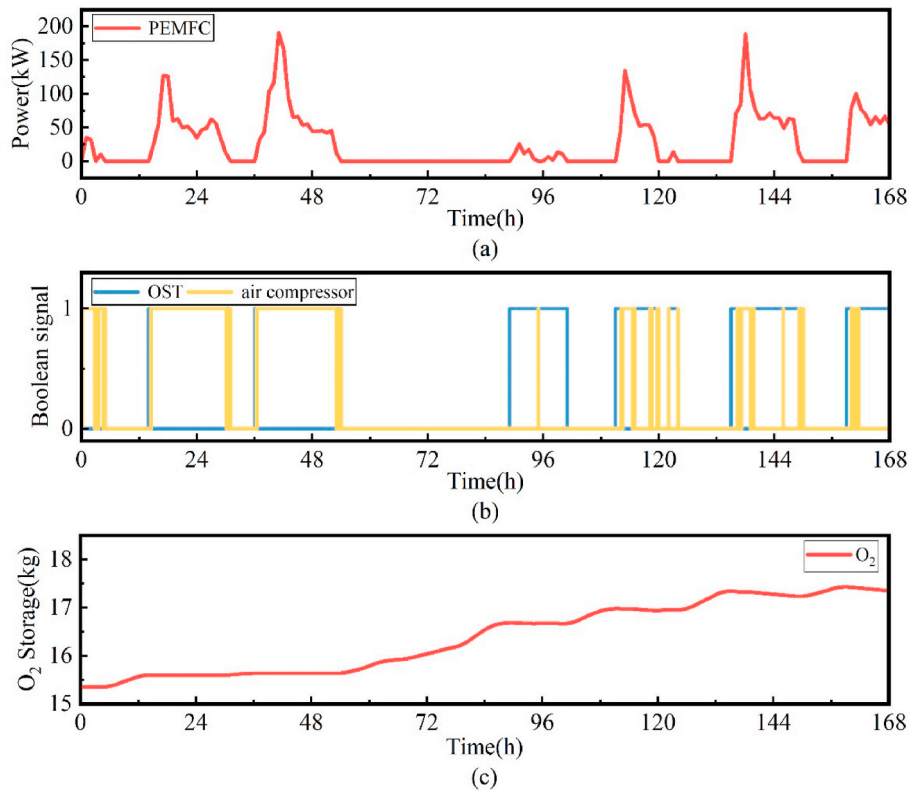 PEMFC
200
150
100
50
0
Power(kW)
0 24 48 72 96 120 144 168
Time(h)
(a)
OST air compressor
1
0
Boolean signal
0 24 48 72 96 120 144 168
Time(h)
(b)
O2
18
17
16
15
O2 Storage(kg)
0 24 48 72 96 120 144 168
Time(h)
(c)